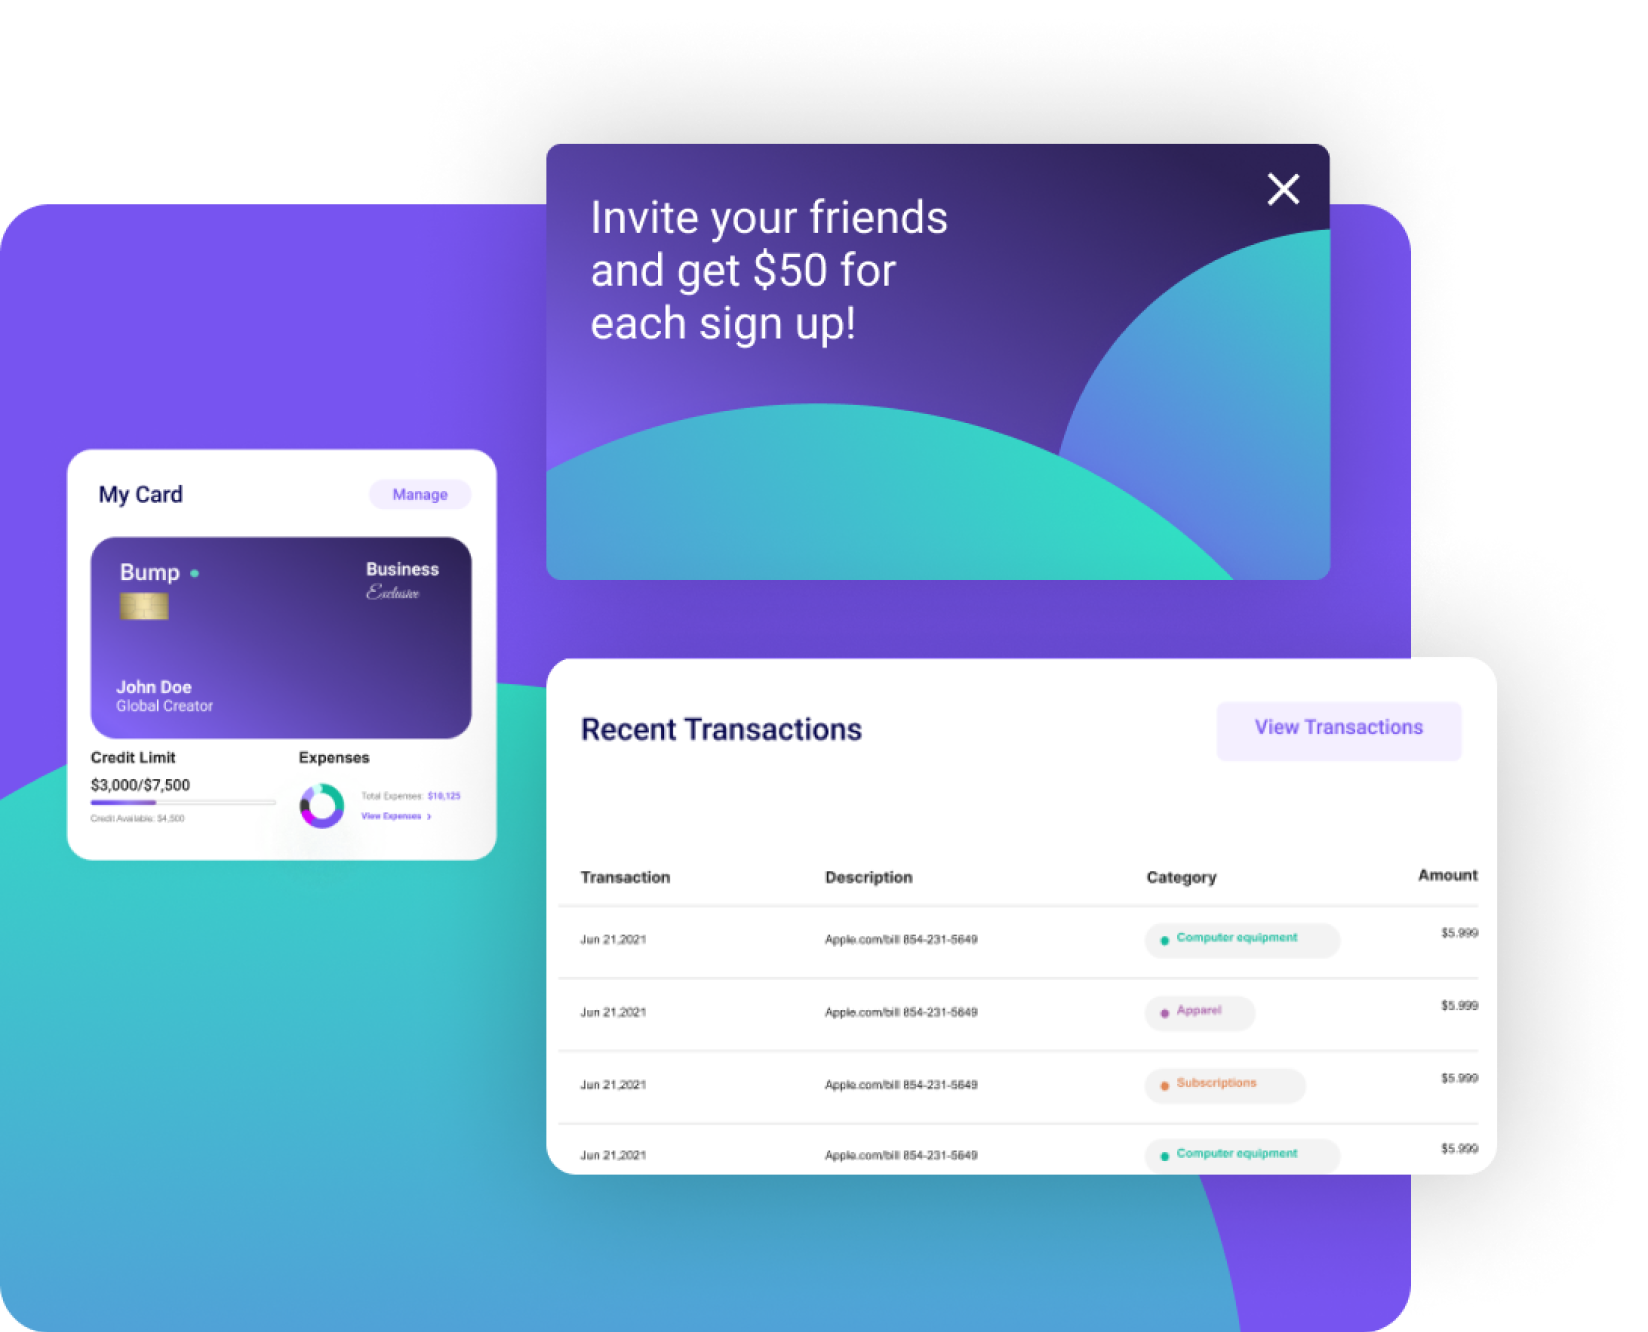 Invite your friends
and get $50 for
each sign up!
My Card
Manage
Bump
Business
Exclusive
John Doe
Global Creator
Credit Limit
$3,000/$7,500
Credit Available: $4,500
Expenses
Total Expenses: $10,125
View Expenses >
Recent Transactions
View Transactions
Transaction Description Category Amount
Jun 21,2021 Apple.com/bill 854-231-5649 Computer equipment $5.999
Jun 21,2021 Apple.com/bill 854-231-5649 Apparel $5.999
Jun 21,2021 Apple.com/bill 854-231-5649 Subscriptions $5.999
Jun 21,2021 Apple.com/bill 854-231-5649 Computer equipment $5.999